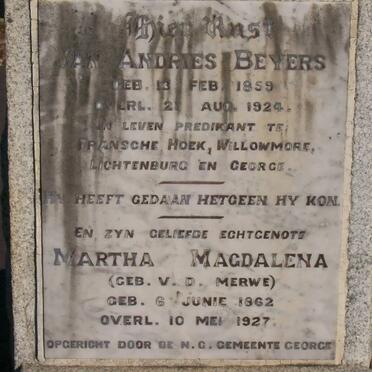 Hier Rust
JAN ANDRIES BEYERS
GEB. 13 FEB. 1859
OVERL. 27 AUG. 1924.
IN LEVEN PREDIKANT TE
FRANSCHE HOEK, WILLOWMORE,
LICHTENBURG EN GEORGE.
HY HEEFT GEDAAN HETGEEN HY KON.
EN ZYN GELIEFDE ECHTGENOTE
MARTHA MAGDALENA
(GEB. V. D. MERWE)
GEB. 6 JUNIE 1862
OVERL. 10 MEI 1927.
OPGERICHT DOOR DE N. G. GEMEENTE GEORGE